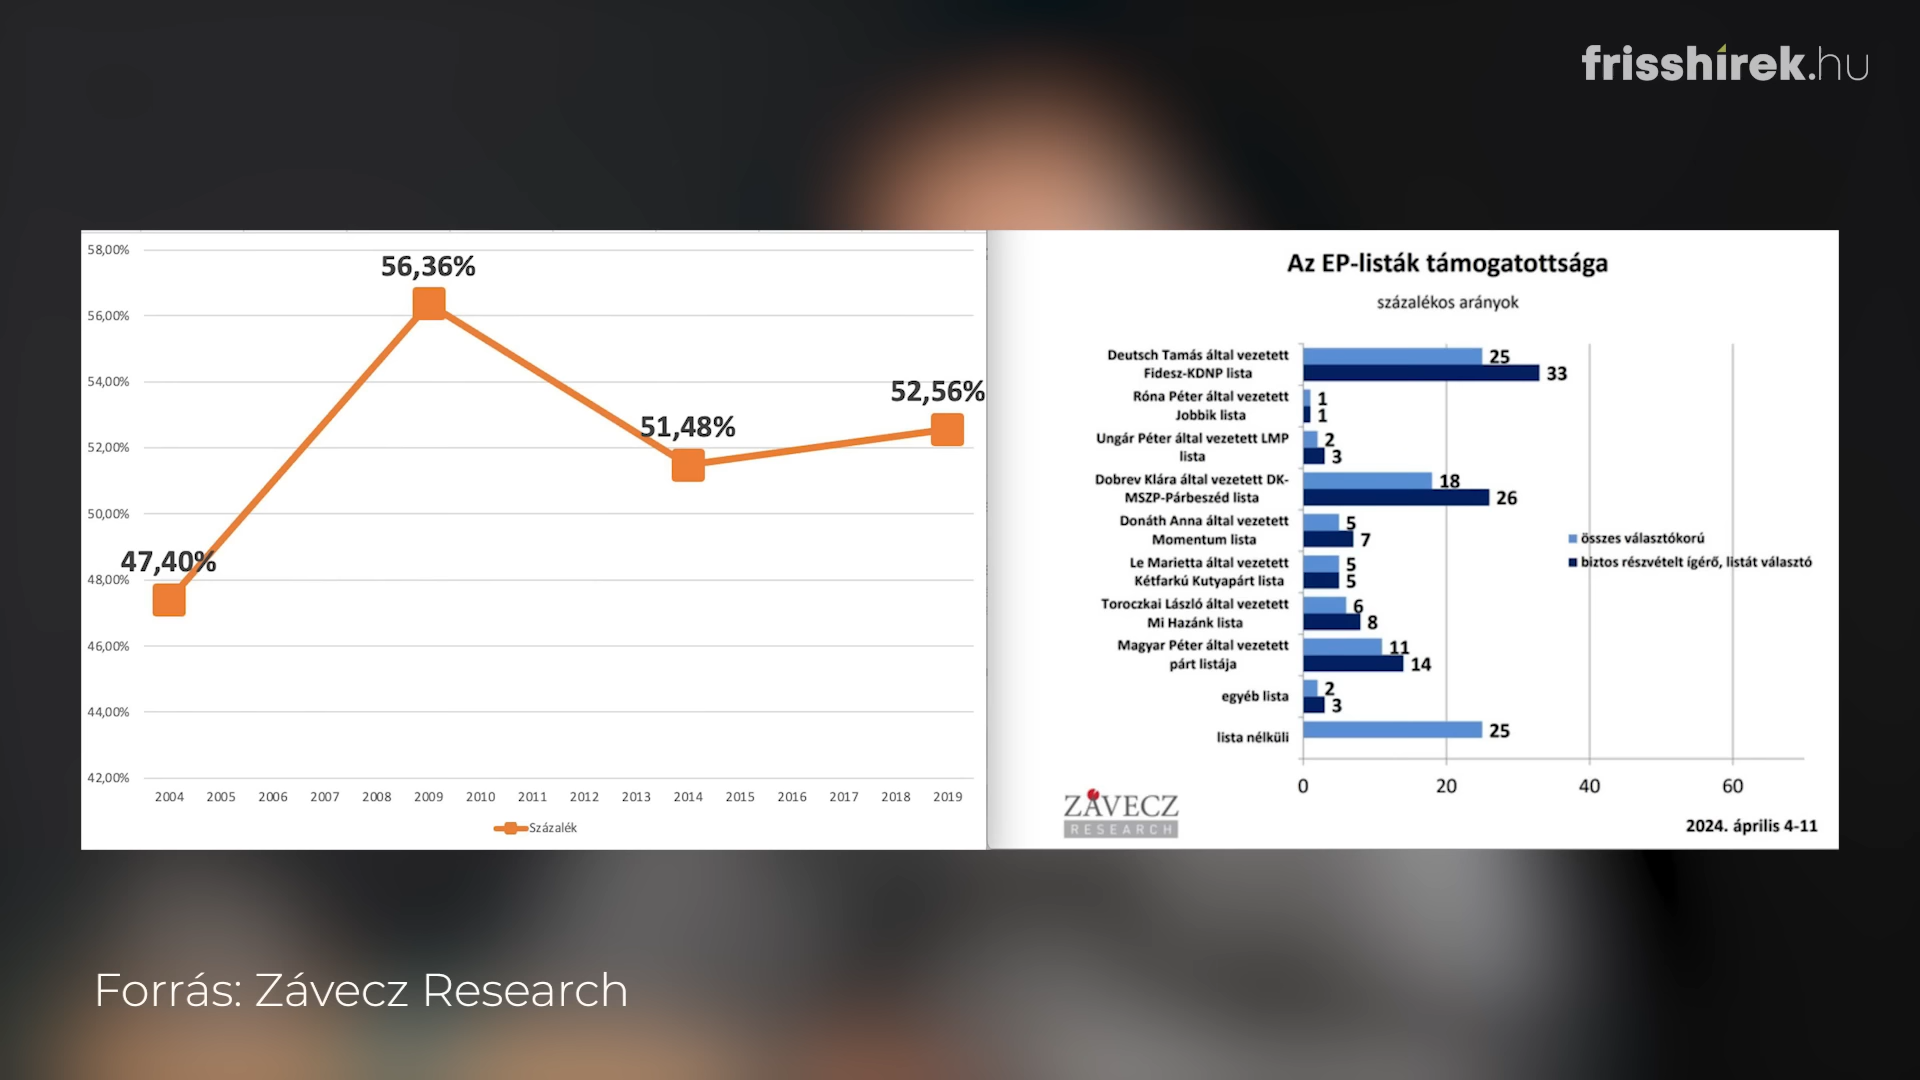 frisshírek.hu
58,00%
56,00%
54,00%
52,00%
50,00%
48,00%
46,00%
44,00%
42,00%
47,40%
56,36%
51,48%
52,56%
2004 2005 2006 2007 2008 2009 2010 2011 2012 2013 2014 2015 2016 2017 2018 2019
Százalék
Az EP-listák támogatottsága
százalékos arányok
Deutsch Tamás által vezetett
Fidesz-KDNP lista
25
33
Róna Péter által vezetett
Jobbik lista
1
1
Ungár Péter által vezetett LMP
lista
2
3
Dobrev Klára által vezetett DK-
MSZP-Párbeszéd lista
18
26
Donáth Anna által vezetett
Momentum lista
5
7
Le Marietta által vezetett
Kétfarkú Kutyapárt lista
5
5
Toroczkai László által vezetett
Mi Hazánk lista
6
8
Magyar Péter által vezetett
párt listája
11
14
egyéb lista
2
3
lista nélküli
25
összes választókorú
biztos részvételt ígérő, listát választó
0 20 40 60
ZÁVECZ
RESEARCH
2024. április 4-11
Forrás: Závecz Research